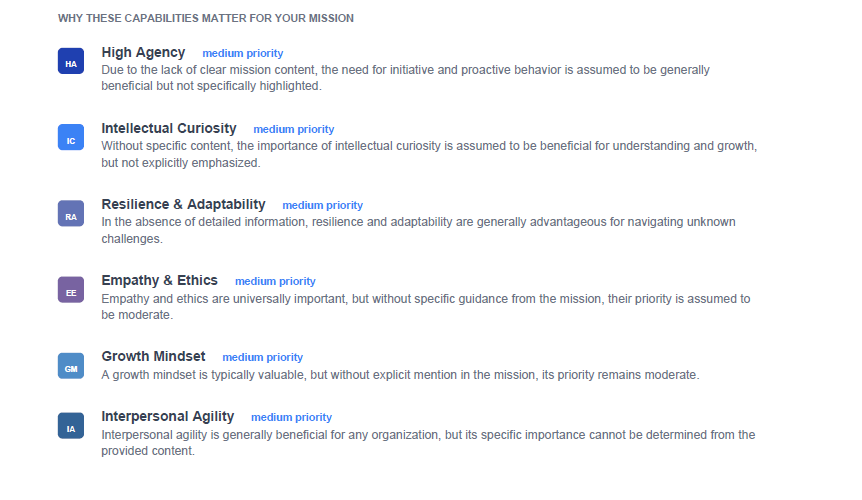 WHY THESE CAPABILITIES MATTER FOR YOUR MISSION
HA
High Agency medium priority
Due to the lack of clear mission content, the need for initiative and proactive behavior is assumed to be generally
beneficial but not specifically highlighted.
IC
Intellectual Curiosity medium priority
Without specific content, the importance of intellectual curiosity is assumed to be beneficial for understanding and growth,
but not explicitly emphasized.
RA
Resilience & Adaptability medium priority
In the absence of detailed information, resilience and adaptability are generally advantageous for navigating unknown
challenges.
EE
Empathy & Ethics medium priority
Empathy and ethics are universally important, but without specific guidance from the mission, their priority is assumed to
be moderate.
GM
Growth Mindset medium priority
A growth mindset is typically valuable, but without explicit mention in the mission, its priority remains moderate.
IA
Interpersonal Agility medium priority
Interpersonal agility is generally beneficial for any organization, but its specific importance cannot be determined from the
provided content.